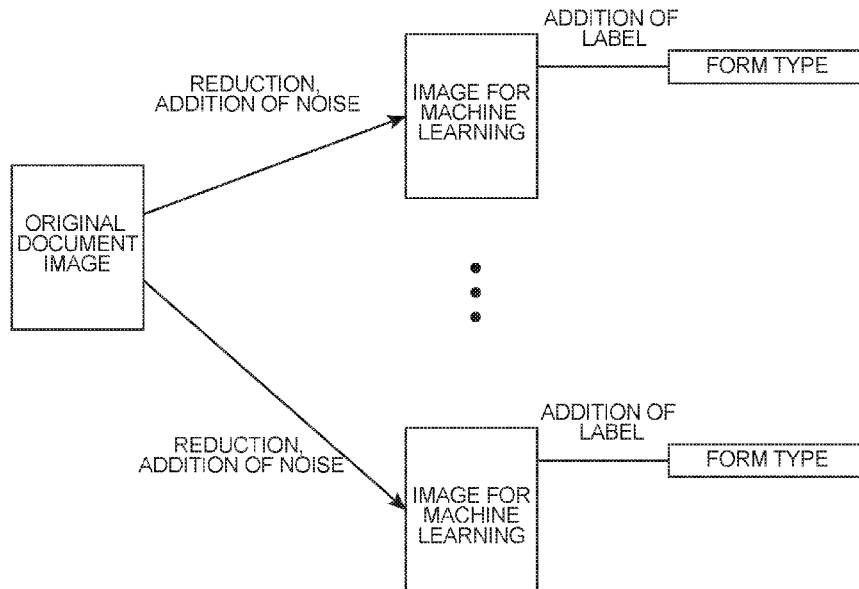 ADDITION OF
LABEL
FORM TYPE
REDUCTION,
ADDITION OF NOISE
IMAGE FOR
MACHINE
LEARNING
ORIGINAL
DOCUMENT
IMAGE
REDUCTION,
ADDITION OF NOISE
ADDITION OF
LABEL
FORM TYPE
IMAGE FOR
MACHINE
LEARNING